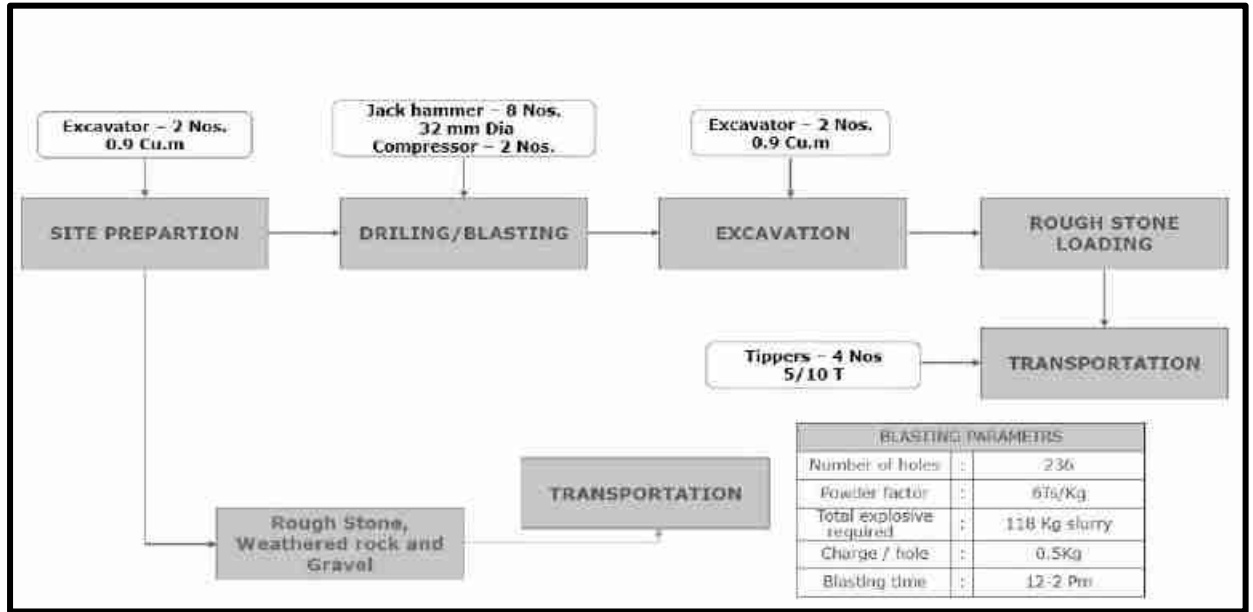 Excavator – 2 Nos.
0.9 Cu.m
Jack hammer – 8 Nos.
32 mm Dia
Compressor – 2 Nos.
Excavator – 2 Nos.
0.9 Cu.m
SITE PREPARTION
DRILING/BLASTING
EXCAVATION
ROUGH STONE
LOADING
Tippers – 4 Nos
5/10 T
TRANSPORTATION
BLASTING PARAMETRS
Number of holes : 236
Powder factor : 6Ts/Kg
Total explosive
required : 118 Kg slurry
Charge / hole : 0.5Kg
Blasting time : 12-2 Pm
TRANSPORTATION
Rough Stone,
Weathered rock and
Gravel